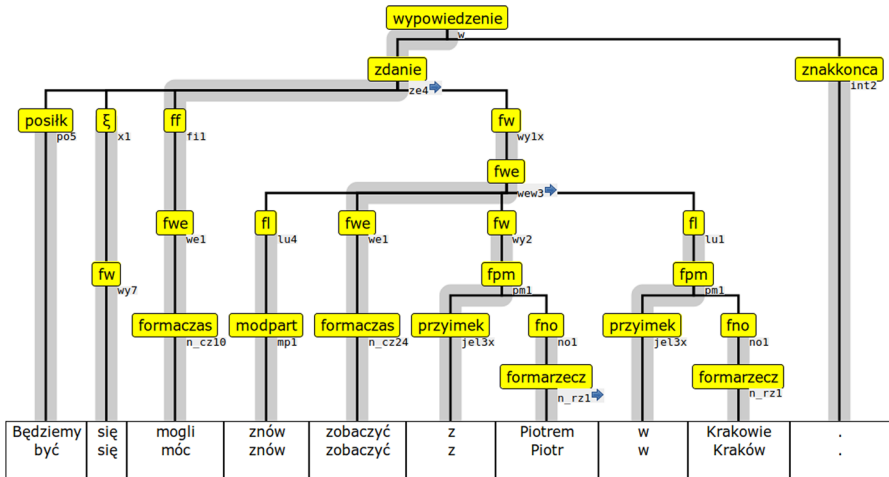 wypowiedzenie
w
zdanie znakkonca
ze4 int2
posiłk ξ ff fw
po5 x1 fi1 wy1x
fwe
wew3
fwe fl fwe fw fl
we1 lu4 we1 wy2 lu1
fw fpm fpm
wy7 pm1 pm1
formaczas modpart formaczas przyimek fno przyimek fno
n_cz10 mp1 n_cz24 jel3x no1 jel3x no1
formarzecz formarzecz
n_rz1 n_rz1
Będziemy się mogli znów zobaczyć z Piotrem w Krakowie .
być się móc znów zobaczyć z Piotr w Kraków .